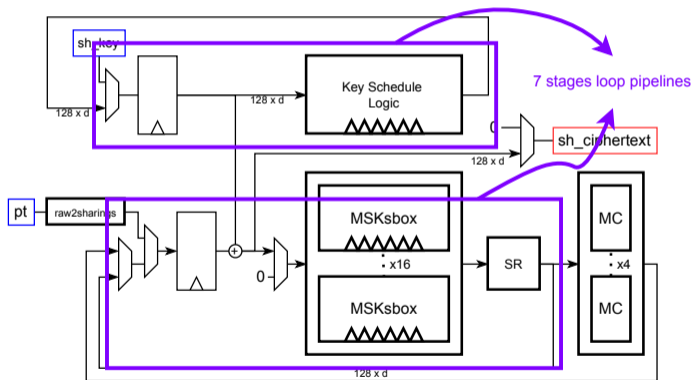 sh_key
128 x d
128 x d
Key Schedule
Logic
7 stages loop pipelines
0
sh_ciphertext
128 x d
pt
raw2sharings
MSKsbox
x16
MSKsbox
0
SR
MC
x4
MC
128 x d